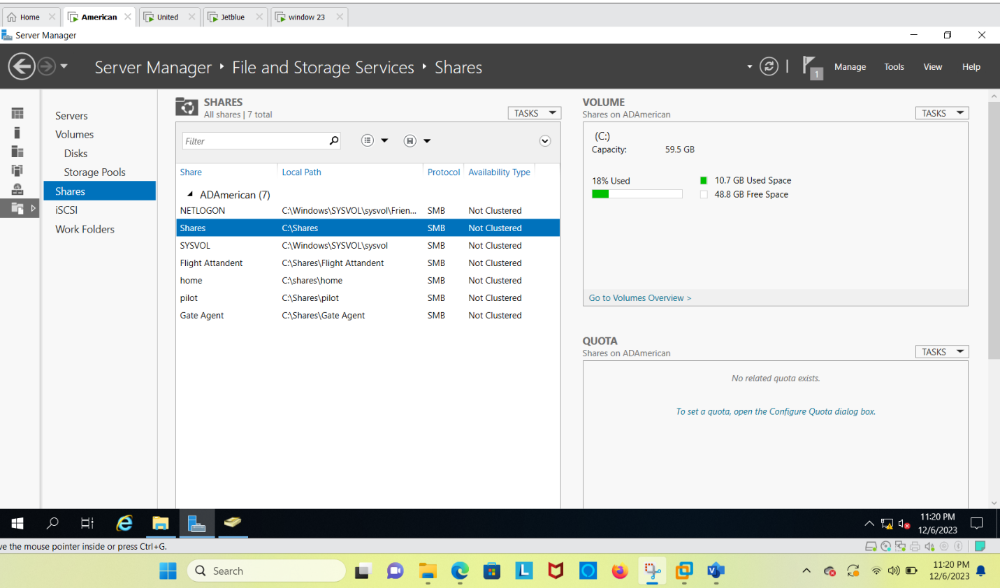 Home American United Jetblue window 23
Server Manager
Server Manager File and Storage Services Shares
1 Manage Tools View Help
Servers
Volumes
Disks
Storage Pools
Shares
iSCSI
Work Folders
SHARES
All shares | 7 total
TASKS
Filter
Share Local Path Protocol Availability Type
ADAmerican (7)
NETLOGON C:\Windows\SYSVOL\sysvol\Frien... SMB Not Clustered
Shares C:\Shares SMB Not Clustered
SYSVOL C:\Windows\SYSVOL\sysvol SMB Not Clustered
Flight Attandent C:\Shares\Flight Attandent SMB Not Clustered
home C:\shares\home SMB Not Clustered
pilot C:\Shares\pilot SMB Not Clustered
Gate Agent C:\Shares\Gate Agent SMB Not Clustered
VOLUME
Shares on ADAmerican
TASKS
(C:)
Capacity: 59.5 GB
18% Used
10.7 GB Used Space
48.8 GB Free Space
Go to Volumes Overview >
QUOTA
Shares on ADAmerican
TASKS
No related quota exists.
To set a quota, open the Configure Quota dialog box.
11:20 PM
12/6/2023
ve the mouse pointer inside or press Ctrl+G.
Search
11:20 PM
12/6/2023